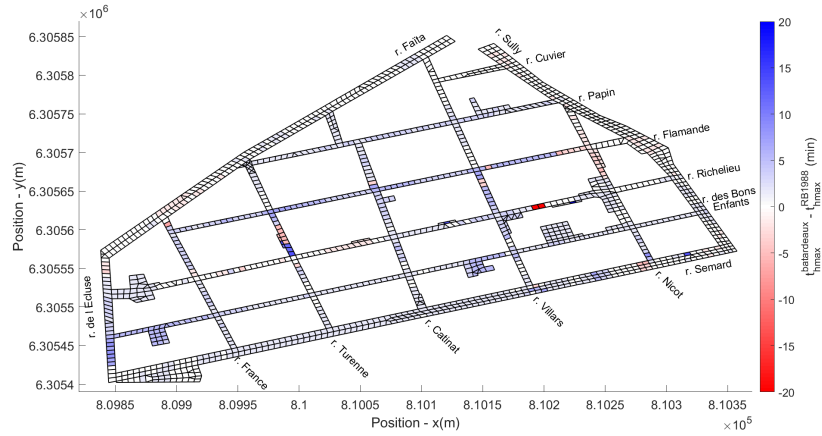 ×10⁶
6.30585
6.3058
6.30575
6.3057
6.30565
6.3056
6.30555
6.3055
6.30545
6.3054
Position - y(m)
8.0985
8.099
8.0995
8.1
8.1005
8.101
8.1015
8.102
8.1025
8.103
8.1035
×10⁵
Position - x(m)
r. Faïta
r. Sully
r. Cuvier
r. Papin
r. Flamande
r. Richelieu
r. des Bons
Enfants
r. Semard
r. Nicot
r. Villars
r. Catinat
r. Turenne
r. France
r. de l Ecluse
20
15
10
5
0
-5
-10
-15
-20
t_hmax^batardeaux - t_hmax^RB1988 (min)